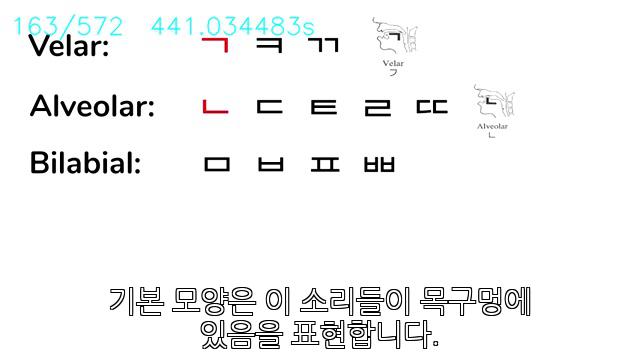 163/572 441.034483s
Velar: ㄱ ㅋ ㄲ
Velar
ㄱ
Alveolar: ㄴ ㄷ ㅌ ㄹ ㄸ
Alveolar
ㄴ
Bilabial: ㅁ ㅂ ㅍ ㅃ
기본 모양은 이 소리들이 목구멍에
있음을 표현합니다.